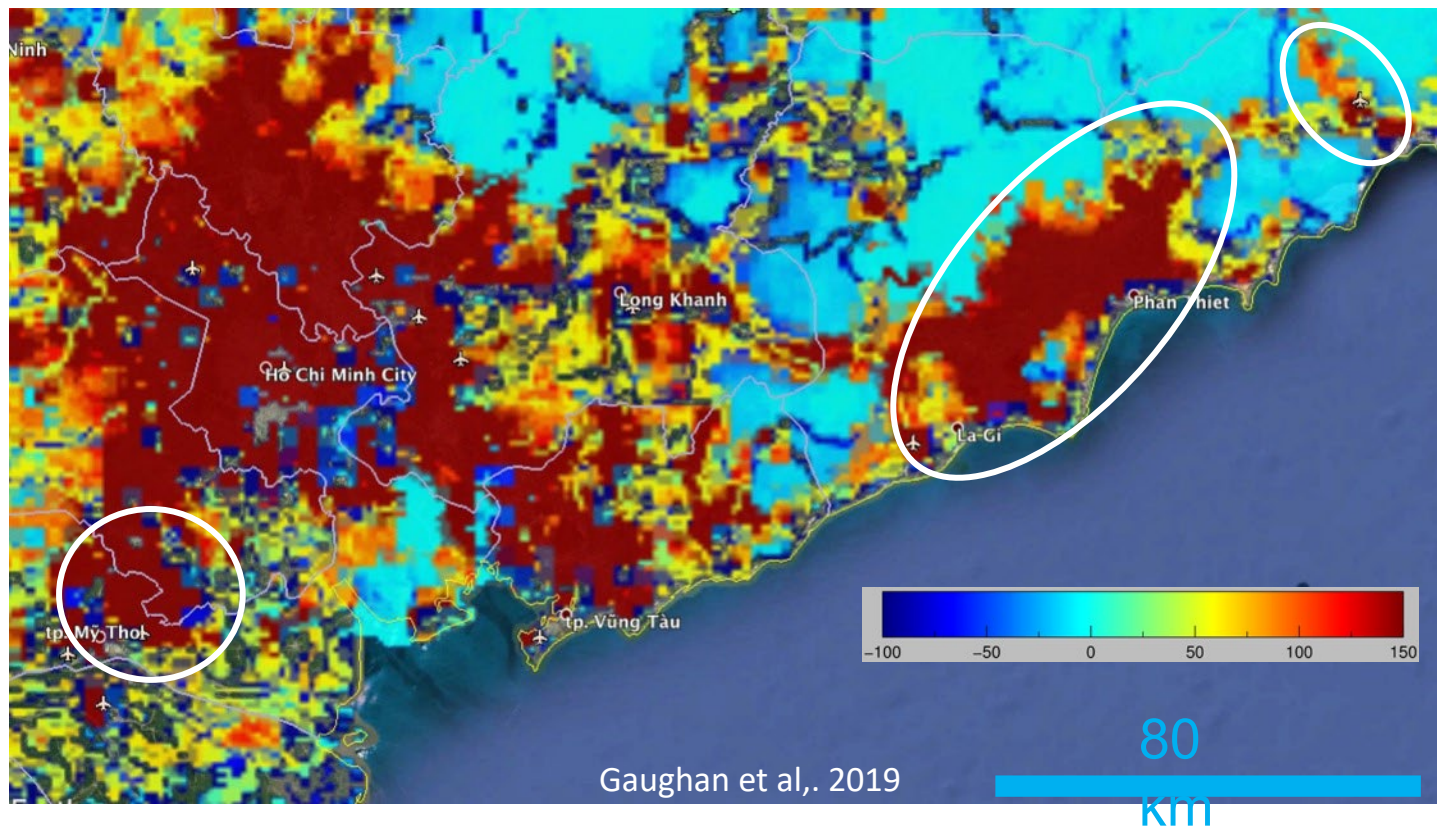 Ninh
Long Khanh
Phan Thiet
Ho Chi Minh City
La Gi
tp. Vũng Tàu
tp. Mỹ Tho
−100 −50 0 50 100 150
80
km
Gaughan et al,. 2019